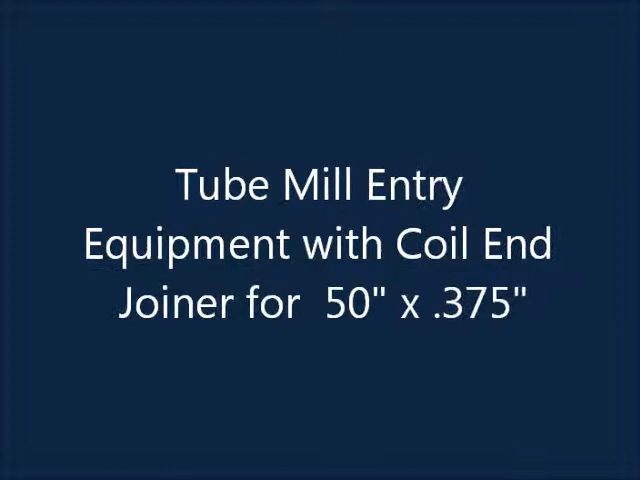 Tube Mill Entry
Equipment with Coil End
Joiner for  50" x .375"